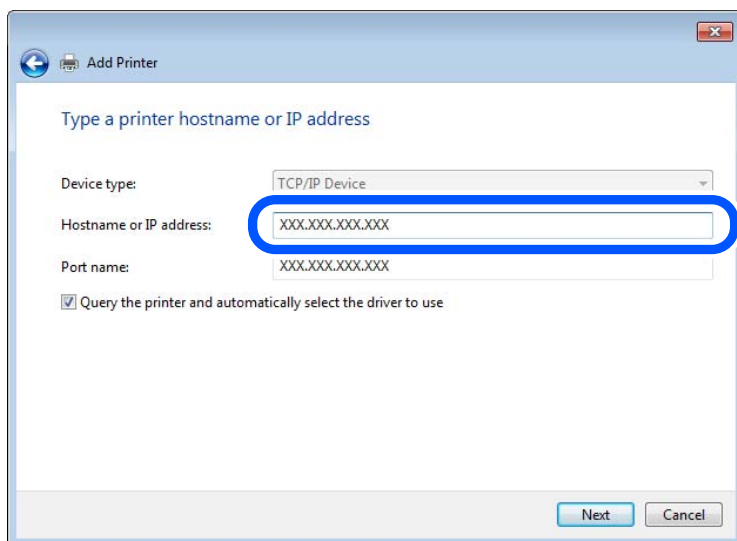 Add Printer
Type a printer hostname or IP address
Device type: TCP/IP Device
Hostname or IP address: XXX.XXX.XXX.XXX
Port name: XXX.XXX.XXX.XXX
Query the printer and automatically select the driver to use
Next Cancel